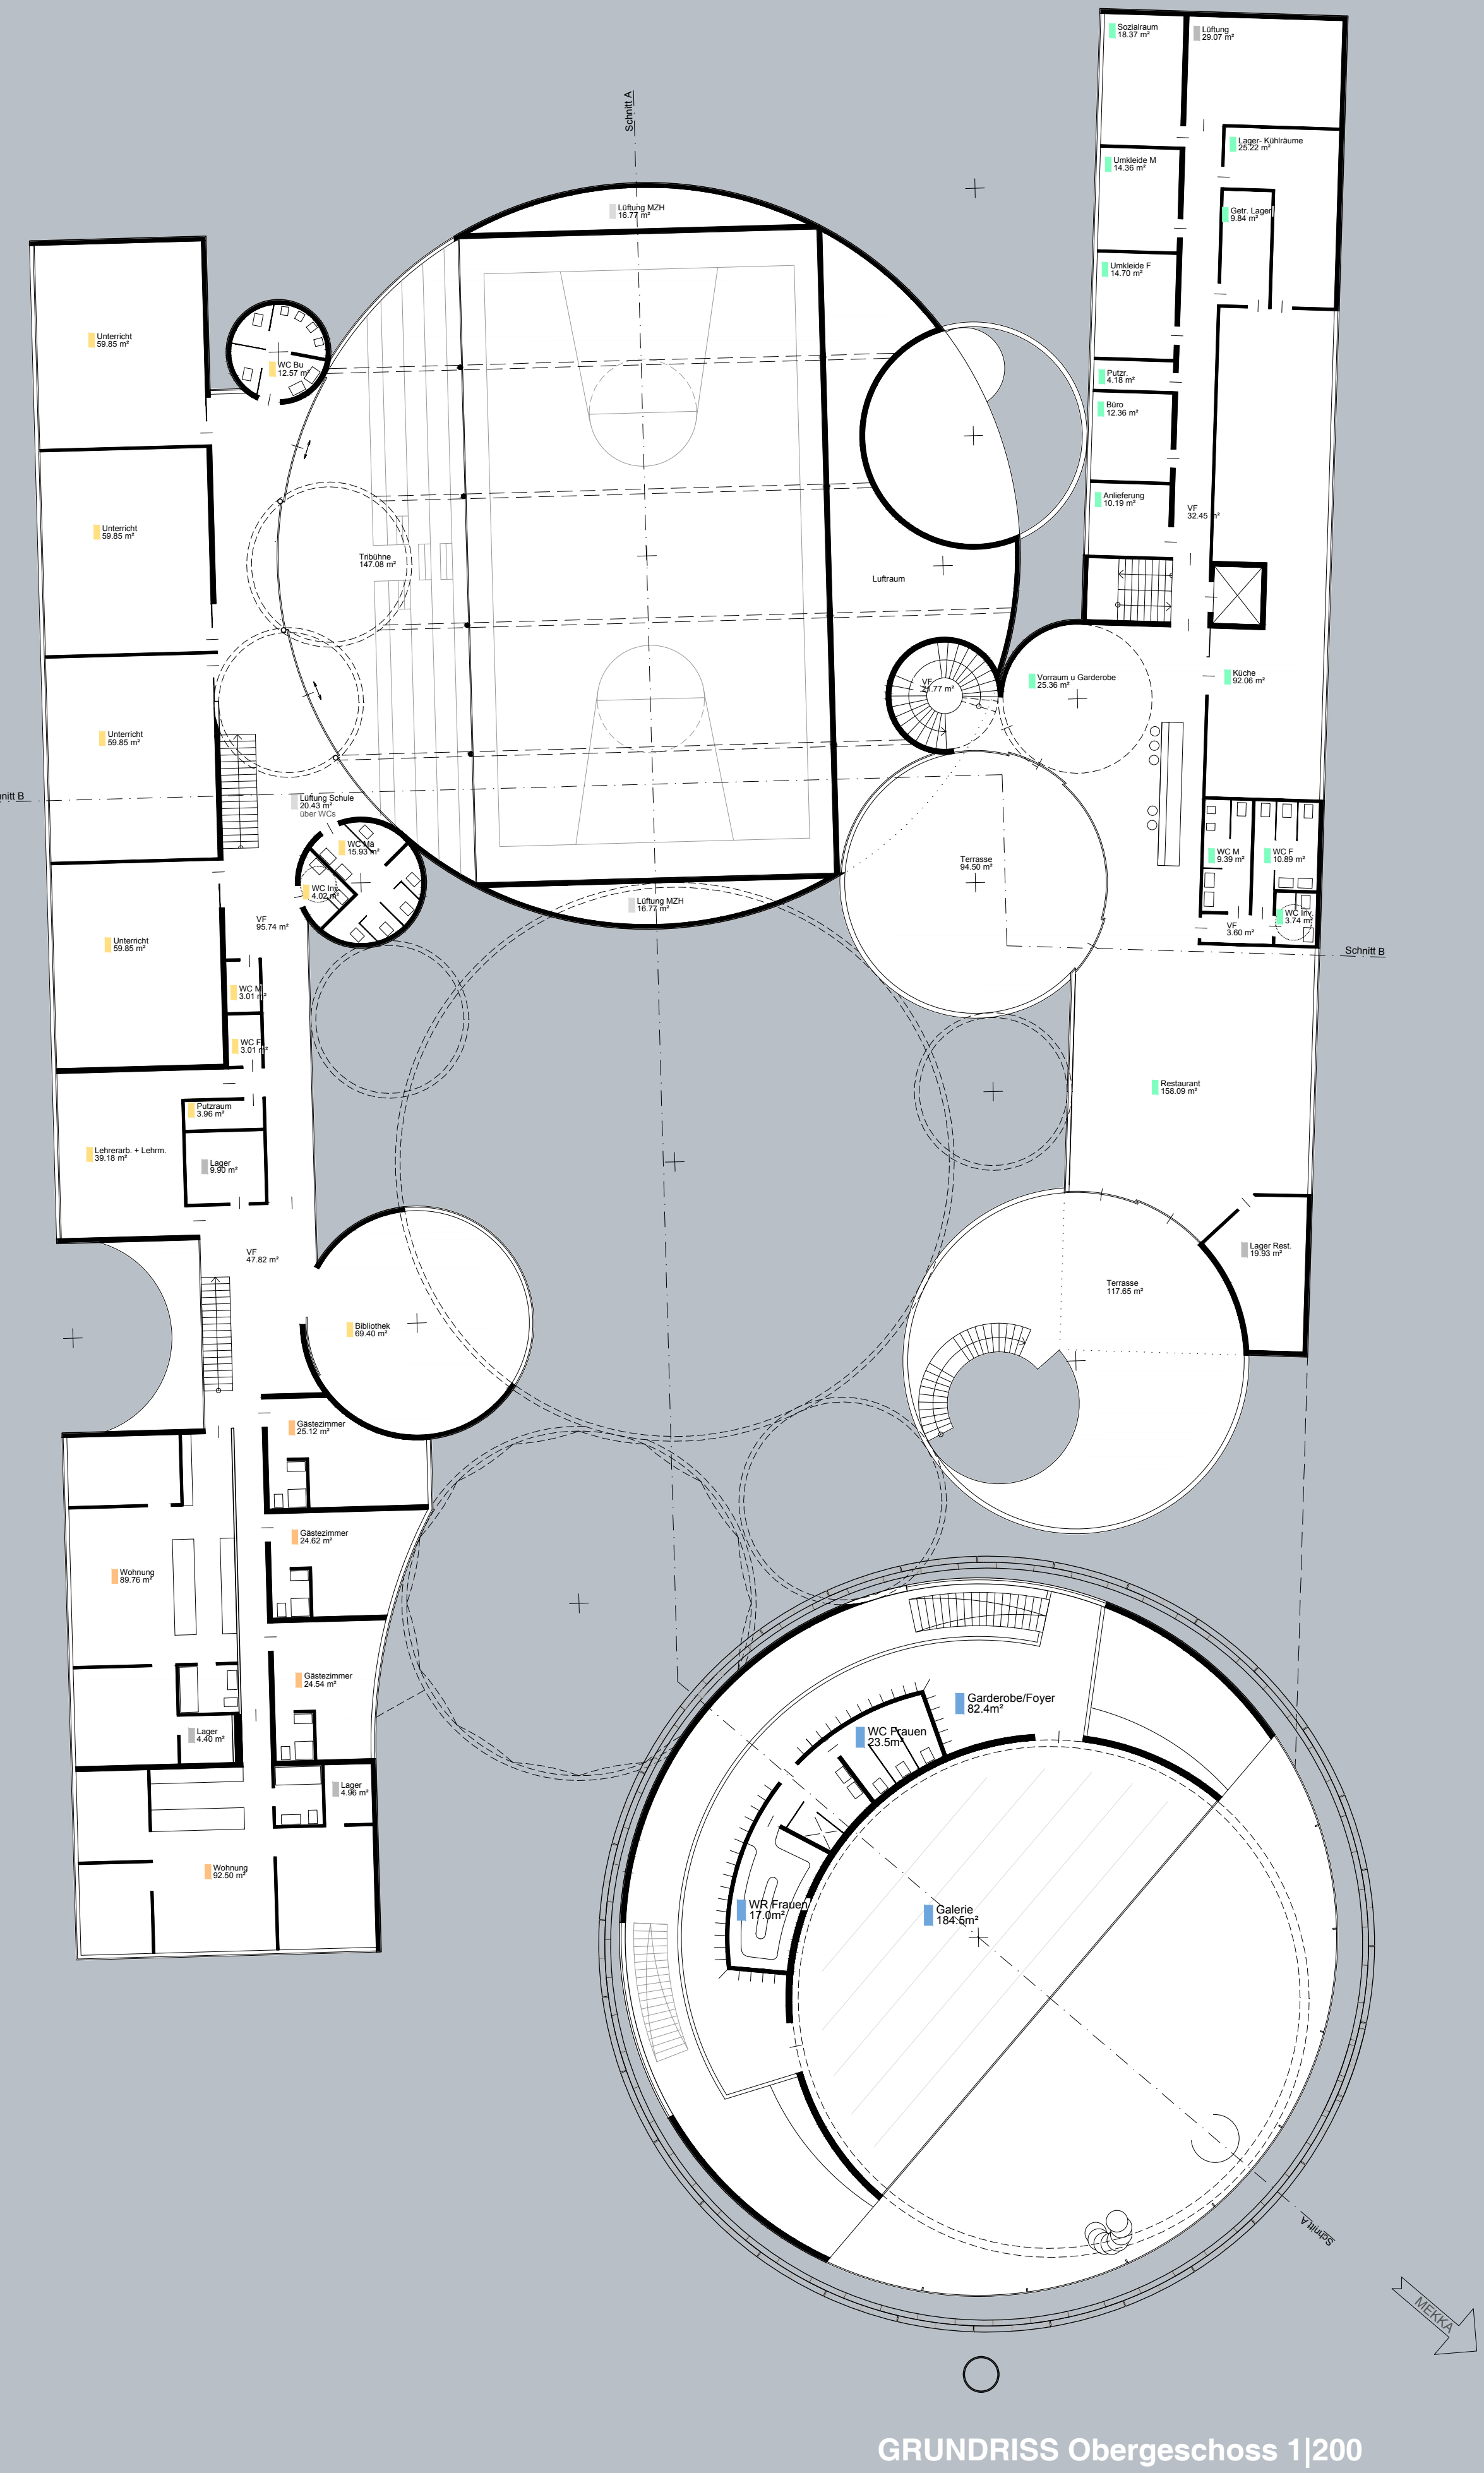 Sozialraum
18.37 m²
Lüftung
29.07 m²
Schnitt A
Lager- Kühlräume
25.22 m²
Umkleide M
14.36 m²
Getr. Lager
9.84 m²
Lüftung MZH
16.77 m²
Umkleide F
14.70 m²
Unterricht
59.85 m²
WC Bu
12.57 m²
Putzr.
4.18 m²
Büro
12.36 m²
Anlieferung
10.19 m²
VF
32.45 m²
Unterricht
59.85 m²
Tribühne
147.08 m²
Luftraum
VF
21.77 m²
Vorraum u Garderobe
25.36 m²
Küche
92.06 m²
Unterricht
59.85 m²
nitt B
Lüftung Schule
20.43 m²
über WCs
WC Mä
15.93 m²
WC Inv.
4.02 m²
Terrasse
94.50 m²
WC M
9.39 m²
WC F
10.89 m²
WC Inv.
3.74 m²
VF
3.60 m²
Lüftung MZH
16.77 m²
VF
95.74 m²
Unterricht
59.85 m²
Schnitt B
WC M
3.01 m²
WC F
3.01 m²
Restaurant
158.09 m²
Putzraum
3.96 m²
Lehrerarb. + Lehrm.
39.18 m²
Lager
9.90 m²
VF
47.82 m²
Lager Rest.
19.93 m²
Terrasse
117.65 m²
Bibliothek
69.40 m²
Gästezimmer
25.12 m²
Gästezimmer
24.62 m²
Wohnung
89.76 m²
Gästezimmer
24.54 m²
Garderobe/Foyer
82.4m²
WC Frauen
23.5m²
Lager
4.40 m²
Lager
4.96 m²
Wohnung
92.50 m²
WR Frauen
17.0m²
Galerie
184.5m²
Schnitt A
MEKKA
GRUNDRISS Obergeschoss 1|200